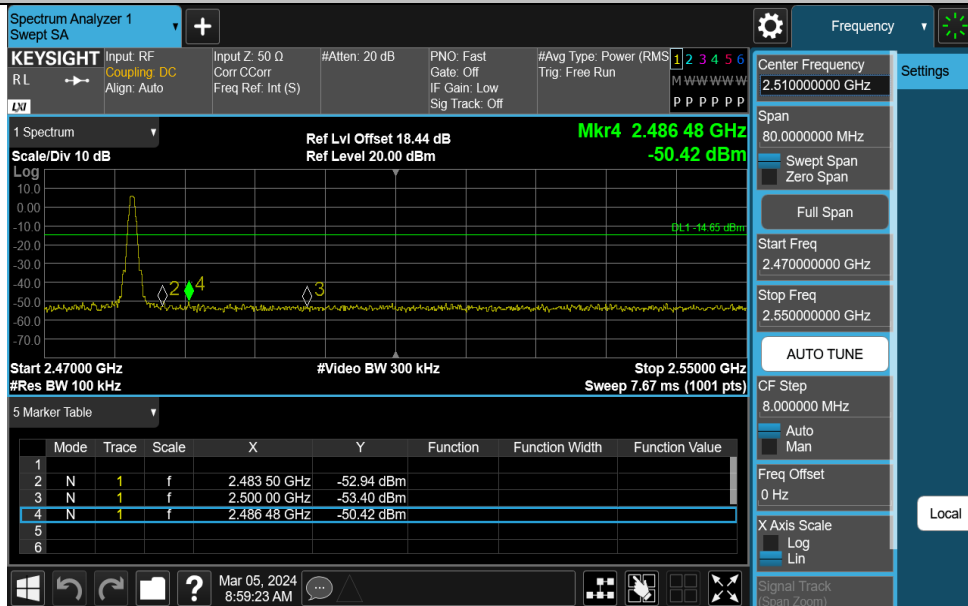 Spectrum Analyzer 1
Swept SA
+
Frequency
KEYSIGHT
RL
LXI
Input: RF
Coupling: DC
Align: Auto
Input Z: 50 Ω
Corr CCorr
Freq Ref: Int (S)
#Atten: 20 dB
PNO: Fast
Gate: Off
IF Gain: Low
Sig Track: Off
#Avg Type: Power (RMS
Trig: Free Run
1 2 3 4 5 6
M W W W W W
P P P P P P
1 Spectrum
Scale/Div 10 dB
Ref Lvl Offset 18.44 dB
Ref Level 20.00 dBm
Mkr4 2.486 48 GHz
-50.42 dBm
Log
10.0
0.00
-10.0
-20.0
-30.0
-40.0
-50.0
-60.0
-70.0
DL1 -14.65 dBm
2
4
3
Start 2.47000 GHz
#Video BW 300 kHz
Stop 2.55000 GHz
#Res BW 100 kHz
Sweep 7.67 ms (1001 pts)
5 Marker Table
Mode Trace Scale X Y Function Function Width Function Value
1
2 N 1 f 2.483 50 GHz -52.94 dBm
3 N 1 f 2.500 00 GHz -53.40 dBm
4 N 1 f 2.486 48 GHz -50.42 dBm
5
6
?
Mar 05, 2024
8:59:23 AM
Center Frequency
2.510000000 GHz
Settings
Span
80.0000000 MHz
Swept Span
Zero Span
Full Span
Start Freq
2.470000000 GHz
Stop Freq
2.550000000 GHz
AUTO TUNE
CF Step
8.000000 MHz
Auto
Man
Freq Offset
0 Hz
Local
X Axis Scale
Log
Lin
Signal Track
(Span Zoom)